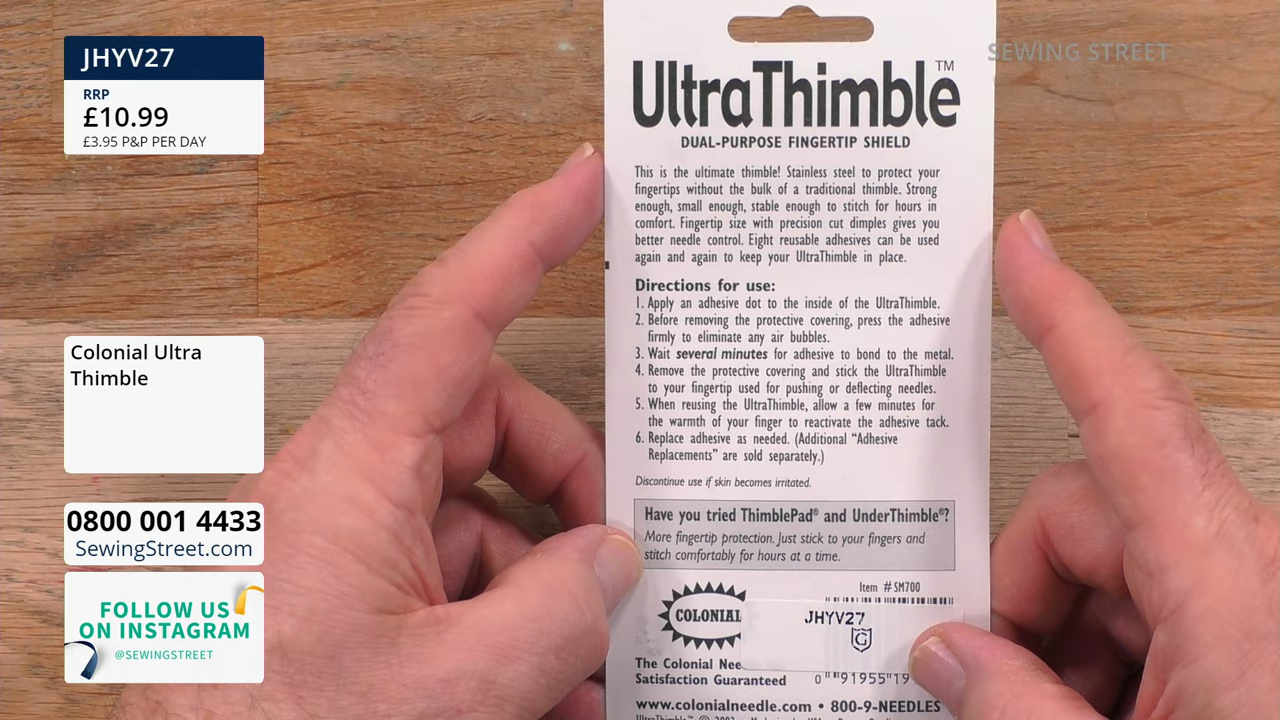 JHYV27
RRP
£10.99
£3.95 P&P PER DAY
Colonial Ultra
Thimble
0800 001 4433
SewingStreet.com
FOLLOW US
ON INSTAGRAM
@SEWINGSTREET
SEWING STREET
UltraThimble™
DUAL-PURPOSE FINGERTIP SHIELD
This is the ultimate thimble! Stainless steel to protect your
fingertips without the bulk of a traditional thimble. Strong
enough, small enough, stable enough to stitch for hours in
comfort. Fingertip size with precision cut dimples gives you
better needle control. Eight reusable adhesives can be used
again and again to keep your UltraThimble in place.
Directions for use:
1. Apply an adhesive dot to the inside of the UltraThimble.
2. Before removing the protective covering, press the adhesive
firmly to eliminate any air bubbles.
3. Wait several minutes for adhesive to bond to the metal.
4. Remove the protective covering and stick the UltraThimble
to your fingertip used for pushing or deflecting needles.
5. When reusing the UltraThimble, allow a few minutes for
the warmth of your finger to reactivate the adhesive tack.
6. Replace adhesive as needed. (Additional “Adhesive
Replacements” are sold separately.)
Discontinue use if skin becomes irritated.
Have you tried ThimblePad® and UnderThimble®?
More fingertip protection. Just stick to your fingers and
stitch comfortably for hours at a time.
Item #SM700
COLONIAL
JHYV27
G
The Colonial Nee
Satisfaction Guaranteed
0 91955 19
www.colonialneedle.com • 800-9-NEEDLES